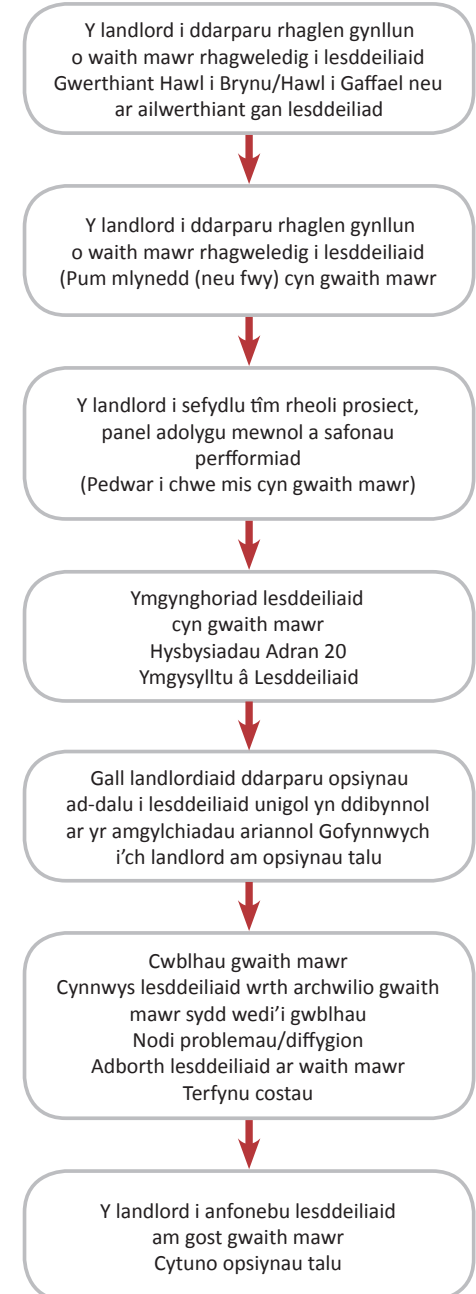 Y landlord i ddarparu rhaglen gynllun
o waith mawr rhagweledig i lesddeiliaid
Gwerthiant Hawl i Brynu/Hawl i Gaffael neu
ar ailwerthiant gan lesddeiliad
Y landlord i ddarparu rhaglen gynllun
o waith mawr rhagweledig i lesddeiliaid
(Pum mlynedd (neu fwy) cyn gwaith mawr
Y landlord i sefydlu tîm rheoli prosiect,
panel adolygu mewnol a safonau
perfformiad
(Pedwar i chwe mis cyn gwaith mawr)
Ymgynghoriad lesddeiliaid
cyn gwaith mawr
Hysbysiadau Adran 20
Ymgysylltu â Lesddeiliaid
Gall landlordiaid ddarparu opsiynau
ad-dalu i lesddeiliaid unigol yn ddibynnol
ar yr amgylchiadau ariannol Gofynnwych
i’ch landlord am opsiynau talu
Cwblhau gwaith mawr
Cynnwys lesddeiliaid wrth archwilio gwaith
mawr sydd wedi’i gwblhau
Nodi problemau/diffygion
Adborth lesddeiliaid ar waith mawr
Terfynu costau
Y landlord i anfonebu lesddeiliaid
am gost gwaith mawr
Cytuno opsiynau talu